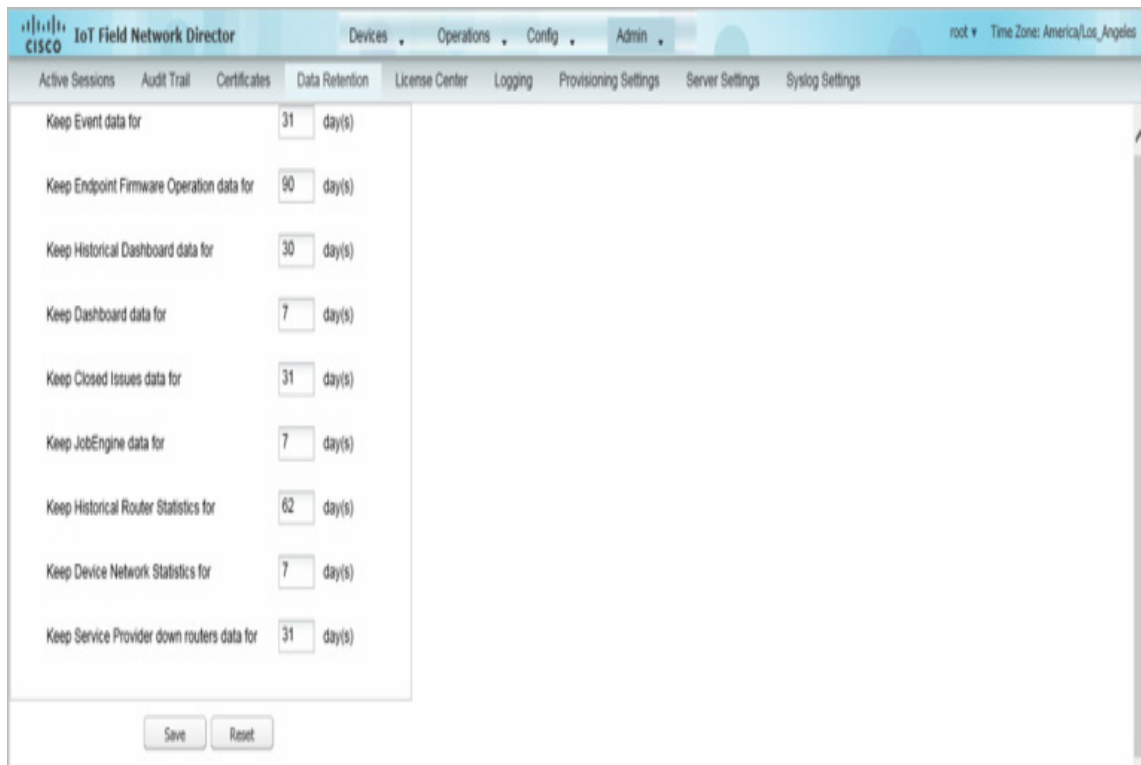 CISCO IoT Field Network Director Devices Operations Config Admin root Time Zone: America/Los_Angeles
Active Sessions Audit Trail Certificates Data Retention License Center Logging Provisioning Settings Server Settings Syslog Settings
Keep Event data for 31 day(s)
Keep Endpoint Firmware Operation data for 90 day(s)
Keep Historical Dashboard data for 30 day(s)
Keep Dashboard data for 7 day(s)
Keep Closed Issues data for 31 day(s)
Keep JobEngine data for 7 day(s)
Keep Historical Router Statistics for 62 day(s)
Keep Device Network Statistics for 7 day(s)
Keep Service Provider down routers data for 31 day(s)
Save Reset